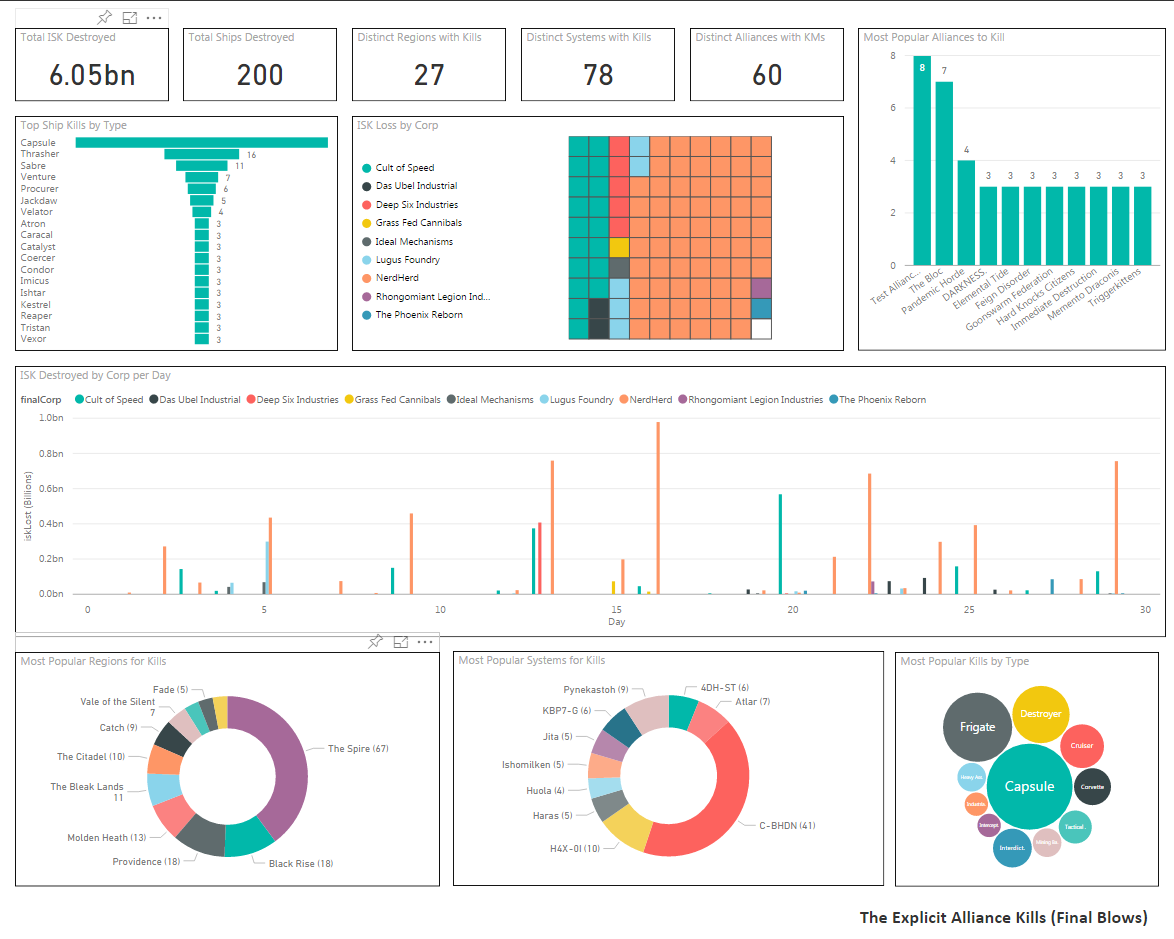 Total ISK Destroyed
6.05bn
Total Ships Destroyed
200
Distinct Regions with Kills
27
Distinct Systems with Kills
78
Distinct Alliances with KMs
60
Most Popular Alliances to Kill
8
6
4
2
0
8
7
4
3
3
3
3
3
3
3
3
Test Allianc...
The Bloc
Pandemic Horde
DARKNESS.
Elemental Tide
Feign Disorder
Goonswarm Federation
Hard Knocks Citizens
Immediate Destruction
Memento Draconis
Triggerkittens
Top Ship Kills by Type
Capsule
Thrasher 16
Sabre 11
Venture 7
Procurer 6
Jackdaw 5
Velator 4
Atron 3
Caracal 3
Catalyst 3
Coercer 3
Condor 3
Imicus 3
Ishtar 3
Kestrel 3
Reaper 3
Tristan 3
Vexor 3
ISK Loss by Corp
Cult of Speed
Das Ubel Industrial
Deep Six Industries
Grass Fed Cannibals
Ideal Mechanisms
Lugus Foundry
NerdHerd
Rhongomiant Legion Ind...
The Phoenix Reborn
ISK Destroyed by Corp per Day
finalCorp Cult of Speed Das Ubel Industrial Deep Six Industries Grass Fed Cannibals Ideal Mechanisms Lugus Foundry NerdHerd Rhongomiant Legion Industries The Phoenix Reborn
iskLost (Billions)
1.0bn
0.8bn
0.6bn
0.4bn
0.2bn
0.0bn
0 5 10 15 20 25 30
Day
Most Popular Regions for Kills
Fade (5)
Vale of the Silent
7
Catch (9)
The Citadel (10)
The Bleak Lands
11
Molden Heath (13)
Providence (18)
Black Rise (18)
The Spire (67)
Most Popular Systems for Kills
Pynekastoh (9)
KBP7-G (6)
Jita (5)
Ishomilken (5)
Huola (4)
Haras (5)
H4X-0I (10)
4DH-ST (6)
Atlar (7)
C-BHDN (41)
Most Popular Kills by Type
Frigate
Destroyer
Cruiser
Capsule
Corvette
Heavy Ass.
Tactical..
Intercept.
Mining Ba.
Interdict.
The Explicit Alliance Kills (Final Blows)